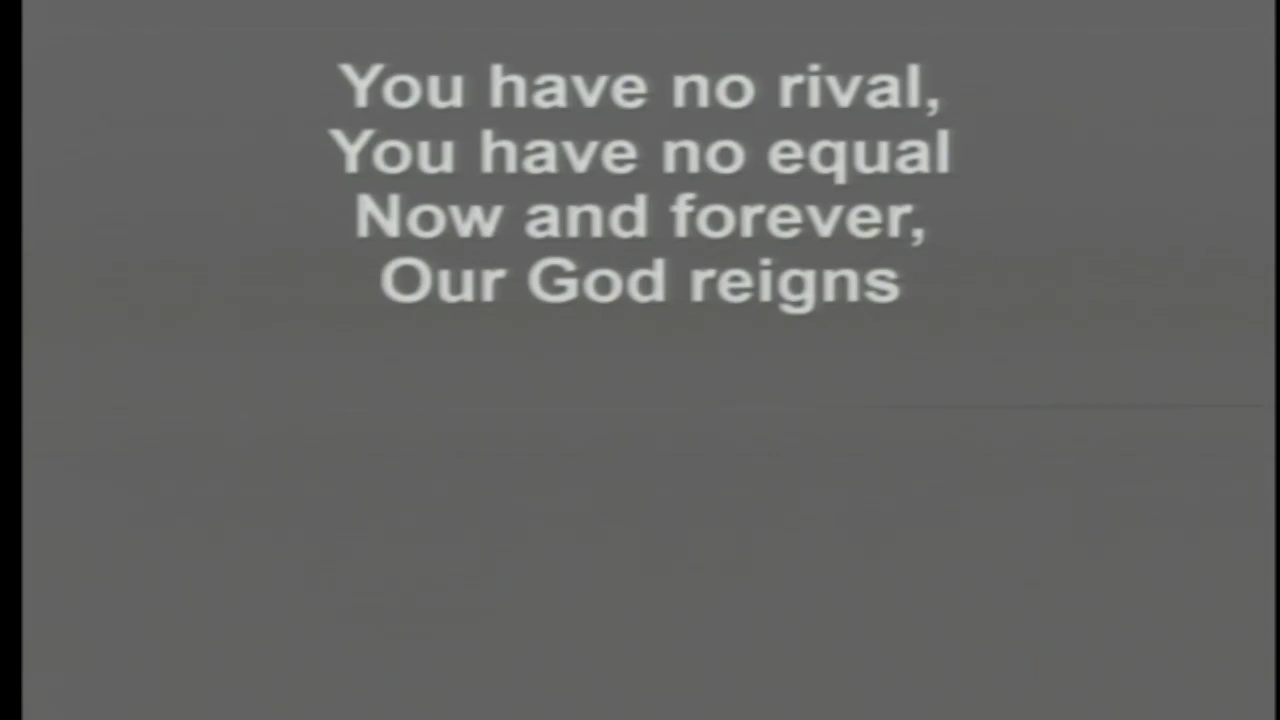 You have no rival,
You have no equal
Now and forever,
Our God reigns